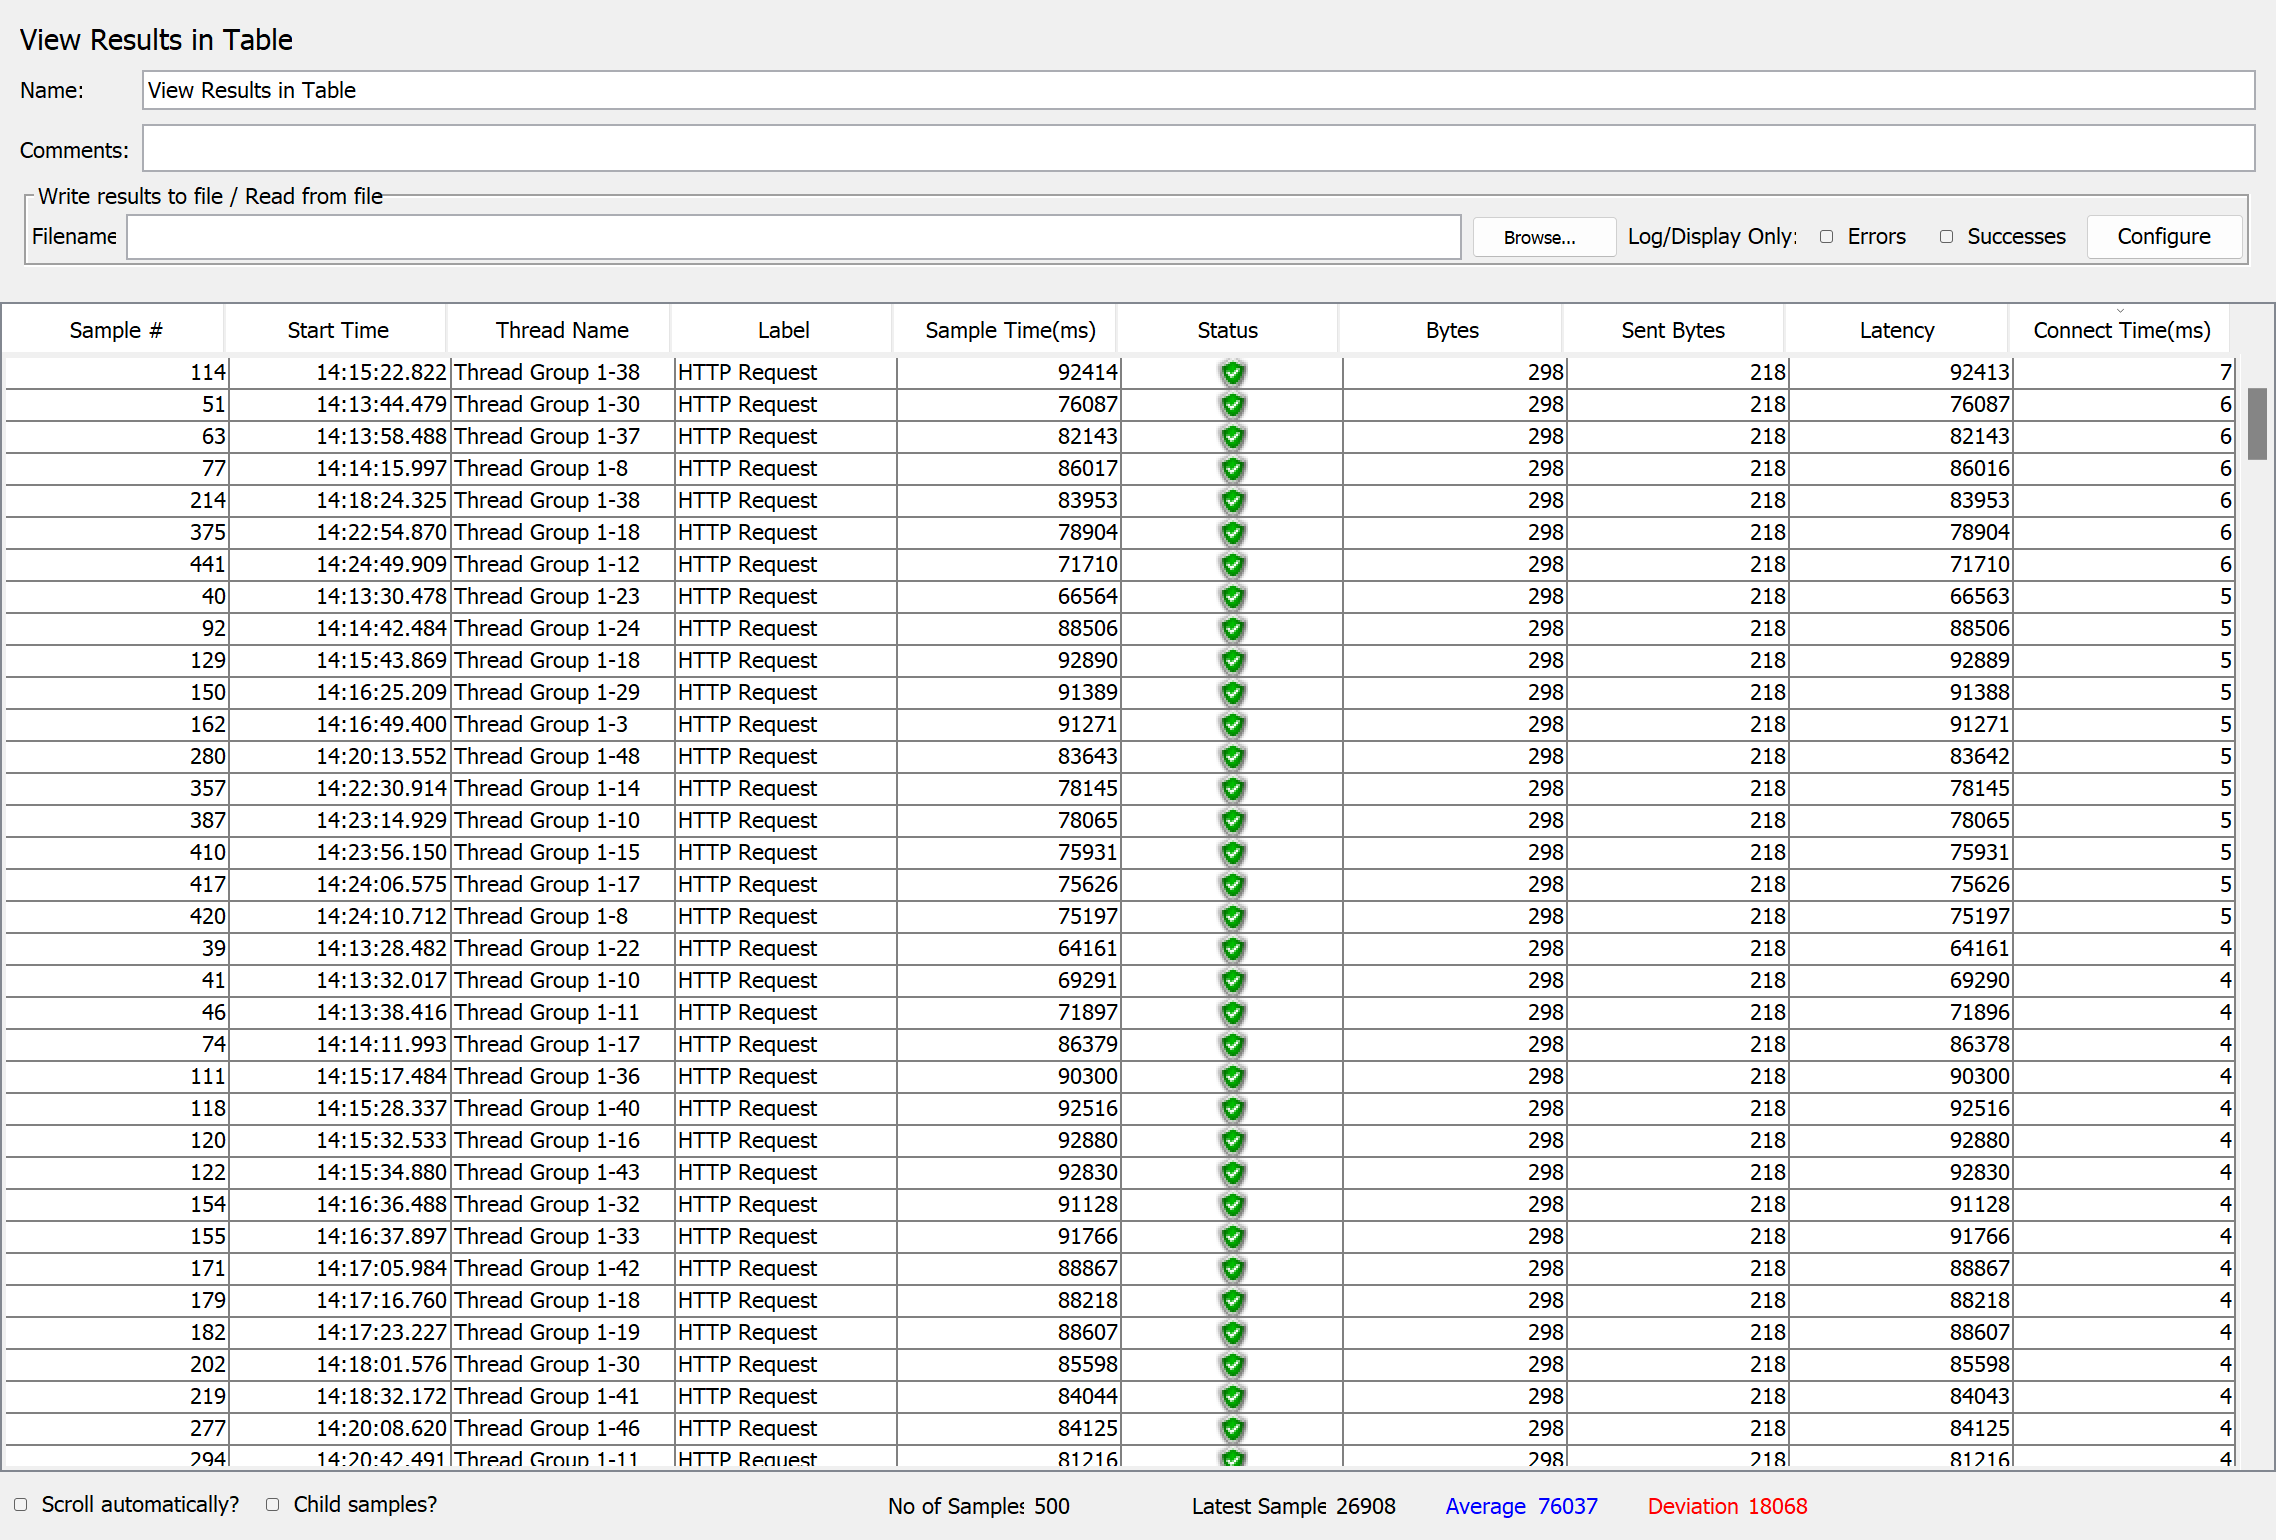 View Results in Table
Name: View Results in Table
Comments:
Write results to file / Read from file
Filename Browse... Log/Display Only: Errors Successes Configure
Sample # Start Time Thread Name Label Sample Time(ms) Status Bytes Sent Bytes Latency Connect Time(ms)
114 14:15:22.822 Thread Group 1-38 HTTP Request 92414 298 218 92413 7
51 14:13:44.479 Thread Group 1-30 HTTP Request 76087 298 218 76087 6
63 14:13:58.488 Thread Group 1-37 HTTP Request 82143 298 218 82143 6
77 14:14:15.997 Thread Group 1-8 HTTP Request 86017 298 218 86016 6
214 14:18:24.325 Thread Group 1-38 HTTP Request 83953 298 218 83953 6
375 14:22:54.870 Thread Group 1-18 HTTP Request 78904 298 218 78904 6
441 14:24:49.909 Thread Group 1-12 HTTP Request 71710 298 218 71710 6
40 14:13:30.478 Thread Group 1-23 HTTP Request 66564 298 218 66563 5
92 14:14:42.484 Thread Group 1-24 HTTP Request 88506 298 218 88506 5
129 14:15:43.869 Thread Group 1-18 HTTP Request 92890 298 218 92889 5
150 14:16:25.209 Thread Group 1-29 HTTP Request 91389 298 218 91388 5
162 14:16:49.400 Thread Group 1-3 HTTP Request 91271 298 218 91271 5
280 14:20:13.552 Thread Group 1-48 HTTP Request 83643 298 218 83642 5
357 14:22:30.914 Thread Group 1-14 HTTP Request 78145 298 218 78145 5
387 14:23:14.929 Thread Group 1-10 HTTP Request 78065 298 218 78065 5
410 14:23:56.150 Thread Group 1-15 HTTP Request 75931 298 218 75931 5
417 14:24:06.575 Thread Group 1-17 HTTP Request 75626 298 218 75626 5
420 14:24:10.712 Thread Group 1-8 HTTP Request 75197 298 218 75197 5
39 14:13:28.482 Thread Group 1-22 HTTP Request 64161 298 218 64161 4
41 14:13:32.017 Thread Group 1-10 HTTP Request 69291 298 218 69290 4
46 14:13:38.416 Thread Group 1-11 HTTP Request 71897 298 218 71896 4
74 14:14:11.993 Thread Group 1-17 HTTP Request 86379 298 218 86378 4
111 14:15:17.484 Thread Group 1-36 HTTP Request 90300 298 218 90300 4
118 14:15:28.337 Thread Group 1-40 HTTP Request 92516 298 218 92516 4
120 14:15:32.533 Thread Group 1-16 HTTP Request 92880 298 218 92880 4
122 14:15:34.880 Thread Group 1-43 HTTP Request 92830 298 218 92830 4
154 14:16:36.488 Thread Group 1-32 HTTP Request 91128 298 218 91128 4
155 14:16:37.897 Thread Group 1-33 HTTP Request 91766 298 218 91766 4
171 14:17:05.984 Thread Group 1-42 HTTP Request 88867 298 218 88867 4
179 14:17:16.760 Thread Group 1-18 HTTP Request 88218 298 218 88218 4
182 14:17:23.227 Thread Group 1-19 HTTP Request 88607 298 218 88607 4
202 14:18:01.576 Thread Group 1-30 HTTP Request 85598 298 218 85598 4
219 14:18:32.172 Thread Group 1-41 HTTP Request 84044 298 218 84043 4
277 14:20:08.620 Thread Group 1-46 HTTP Request 84125 298 218 84125 4
294 14:20:42.491 Thread Group 1-11 HTTP Request 81216 298 218 81216 4
Scroll automatically? Child samples? No of Samples 500 Latest Sample 26908 Average 76037 Deviation 18068